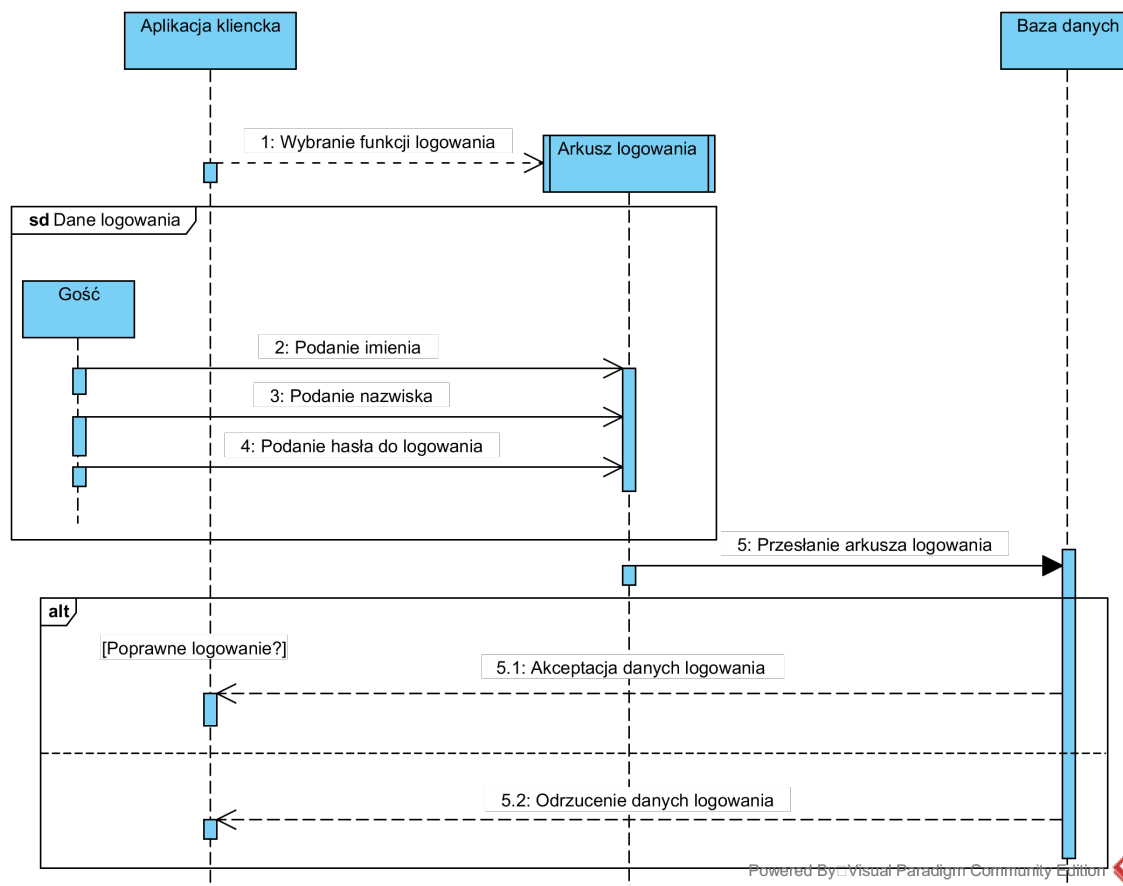 Aplikacja kliencka
Baza danych
1: Wybranie funkcji logowania
Arkusz logowania
sd Dane logowania
Gość
2: Podanie imienia
3: Podanie nazwiska
4: Podanie hasła do logowania
5: Przesłanie arkusza logowania
alt
[Poprawne logowanie?]
5.1: Akceptacja danych logowania
5.2: Odrzucenie danych logowania
Powered By Visual Paradigm Community Edition